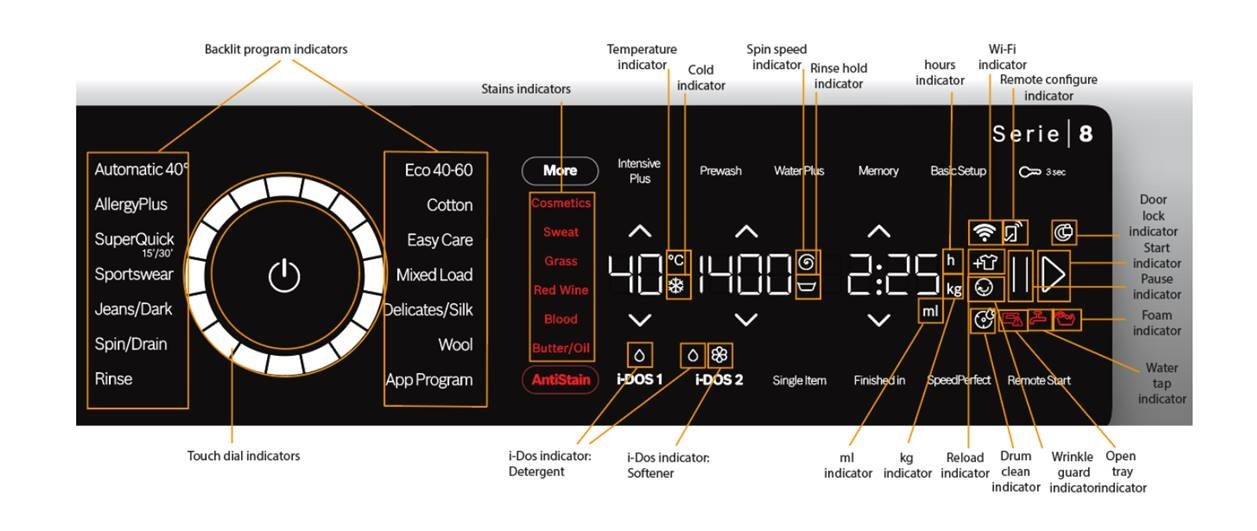 Backlit program indicators
Temperature
indicator
Cold
indicator
Spin speed
indicator
Rinse hold
indicator
hours
indicator
Wi-Fi
indicator
Remote configure
indicator
Stains indicators
Serie | 8
Automatic 40°
AllergyPlus
SuperQuick
15'/30'
Sportswear
Jeans/Dark
Spin/Drain
Rinse
Eco 40-60
Cotton
Easy Care
Mixed Load
Delicates/Silk
Wool
App Program
More
Cosmetics
Sweat
Grass
Red Wine
Blood
Butter/Oil
AntiStain
Intensive
Plus
Prewash
WaterPlus
Memory
Basic Setup
3 sec
40 °C 1400 2:25 h
kg
ml
i-DOS 1
i-DOS 2
Single Item
Finished in
SpeedPerfect
Remote Start
Door
lock
indicator
Start
indicator
Pause
indicator
Foam
indicator
Water
tap
indicator
Touch dial indicators
i-Dos indicator:
Detergent
i-Dos indicator:
Softener
ml
indicator
kg
indicator
Reload
indicator
Drum
clean
indicator
Wrinkle
guard
indicator
Open
tray
indicator